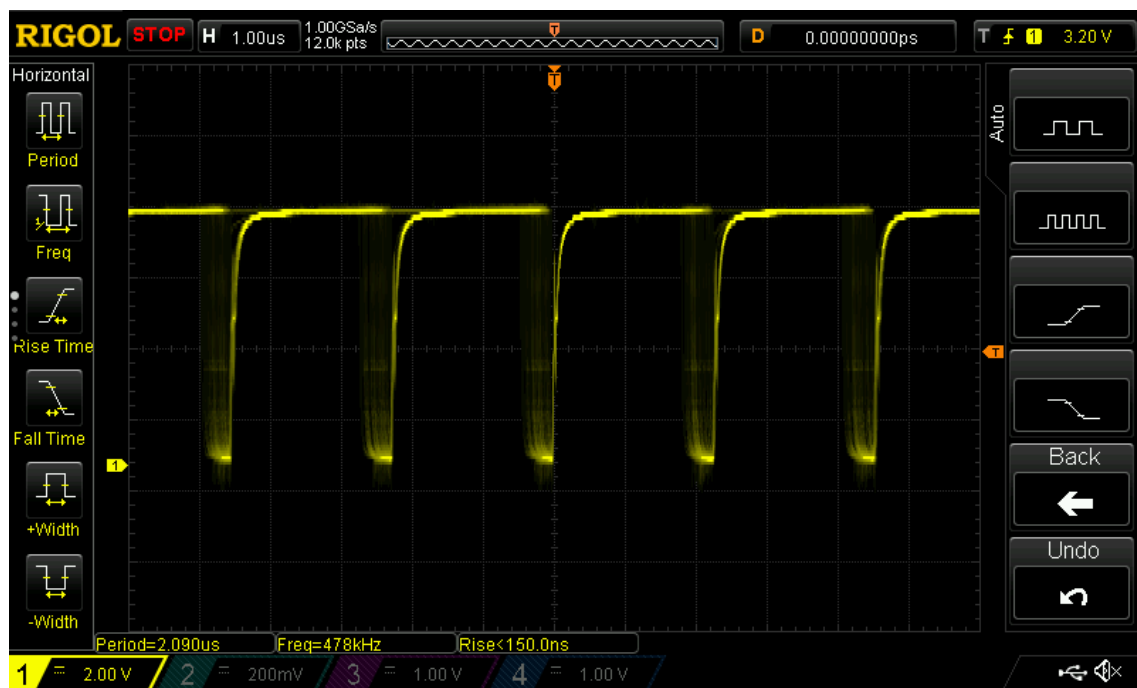 RIGOL STOP H 1.00us 1.00GSa/s 12.0k pts T D 0.00000000ps T 1 3.20 V
Horizontal
Period
Freq
Rise Time
Fall Time
+Width
-Width
T
1
T
Auto
Back
Undo
Period=2.090us Freq=478kHz Rise<150.0ns
1 = 2.00 V 2 = 200mV 3 = 1.00 V 4 = 1.00 V